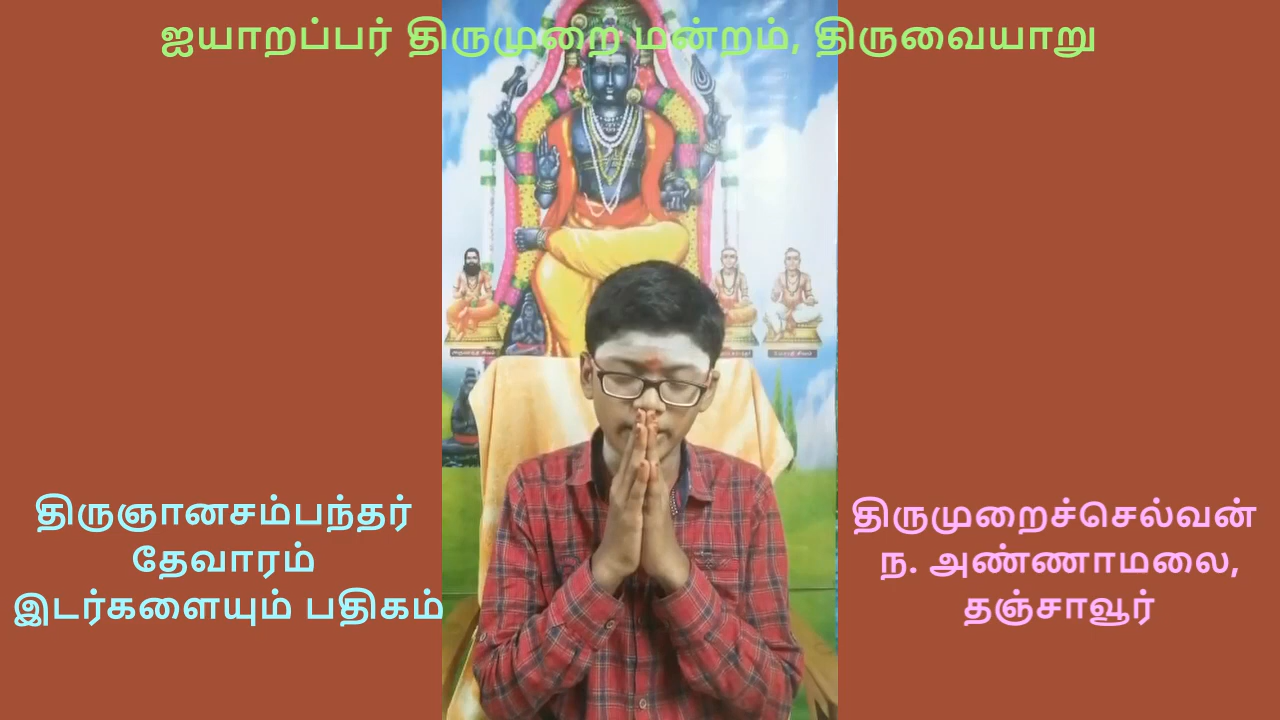 ஐயாறப்பர் திருமுறை மன்றம், திருவையாறு
திருஞானசம்பந்தர்
தேவாரம்
இடர்களையும் பதிகம்
திருமுறைச்செல்வன்
ந. அண்ணாமலை,
தஞ்சாவூர்